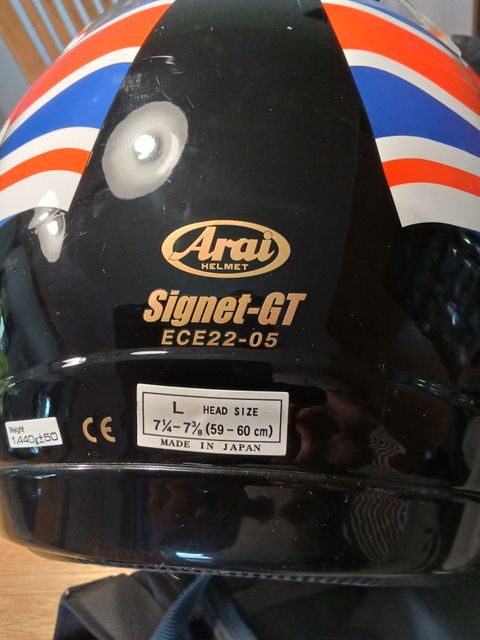 Arai
HELMET
Signet-GT
ECE22-05
L HEAD SIZE
7¼-7⅜ (59-60 cm)
MADE IN JAPAN
Weight
1,440g±50
CE